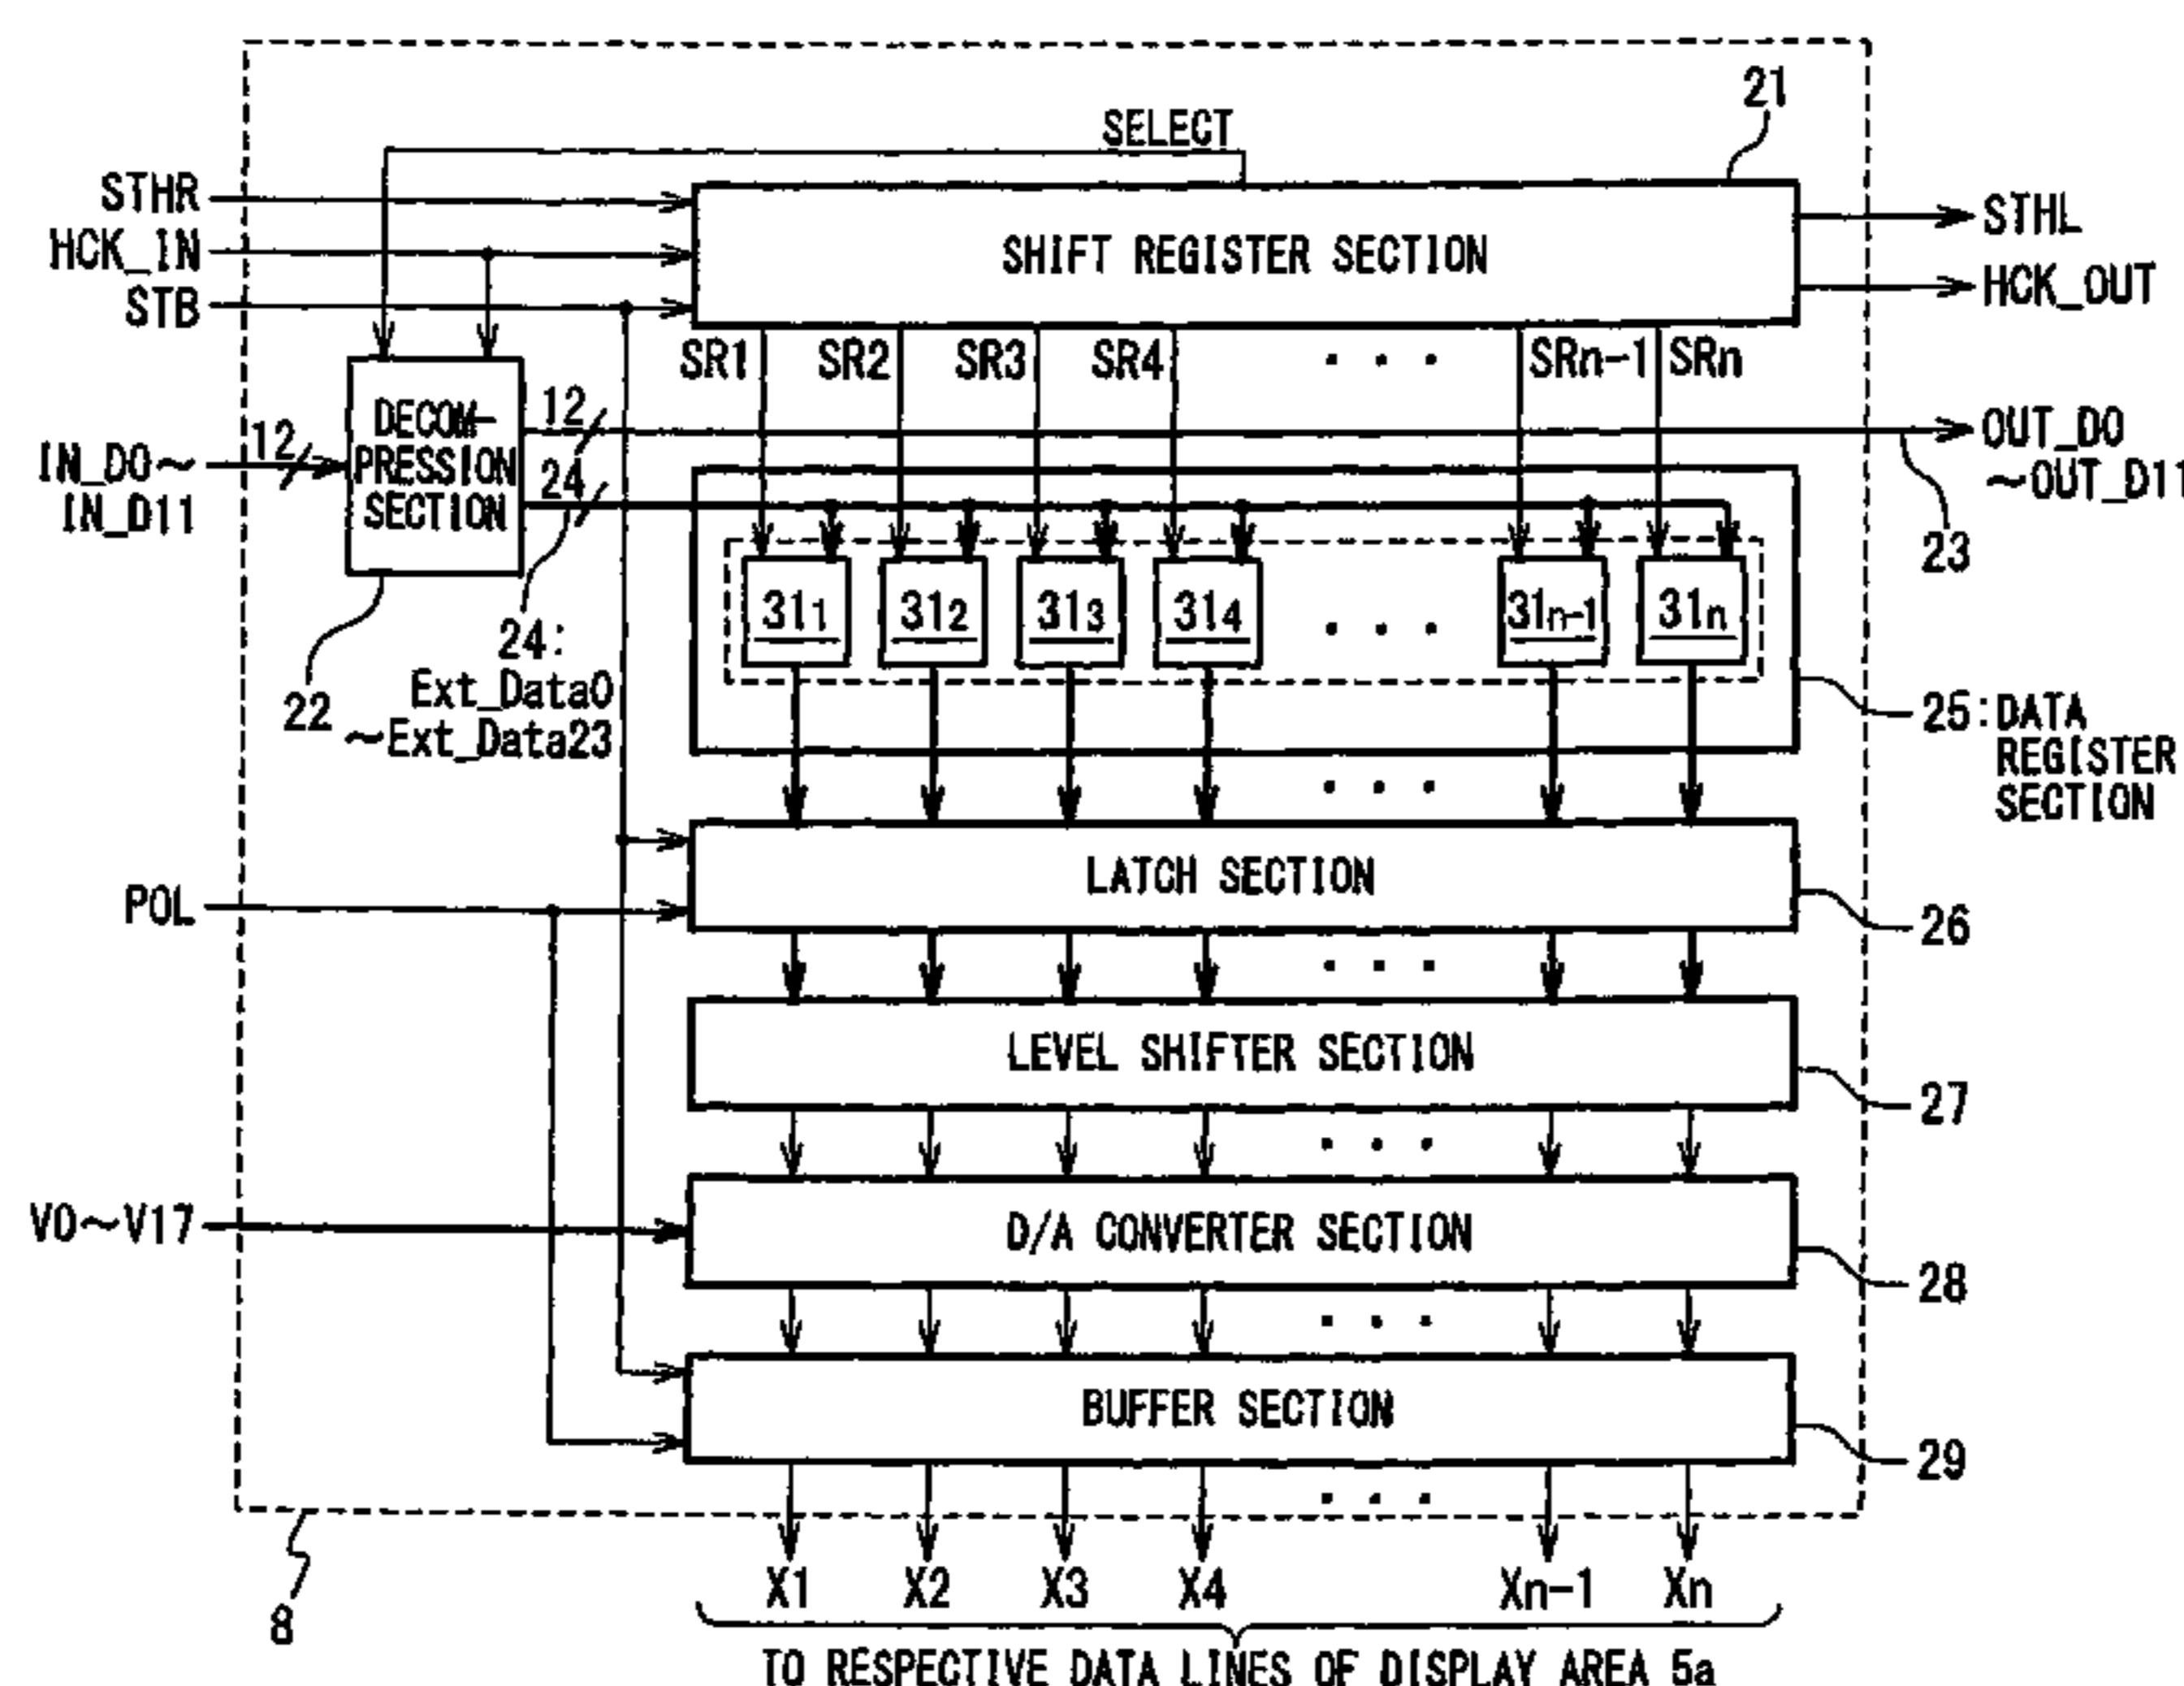 21
SELECT
STHR
HCK_IN
STB
SHIFT REGISTER SECTION
STHL
HCK_OUT
SR1 SR2 SR3 SR4 . . . SRn-1 SRn
IN_D0~
IN_D11
12
DECOM-
PRESSION
SECTION
12
24
OUT_D0
~OUT_D11
23
31₁ 31₂ 31₃ 31₄ . . . 31n-1 31n
22
24:
Ext_Data0
~Ext_Data23
25:DATA
REGISTER
SECTION
. . .
LATCH SECTION
POL
26
. . .
LEVEL SHIFTER SECTION
27
. . .
V0~V17
D/A CONVERTER SECTION
28
. . .
BUFFER SECTION
29
. . .
8
X1 X2 X3 X4 Xn-1 Xn
TO RESPECTIVE DATA LINES OF DISPLAY AREA 5a